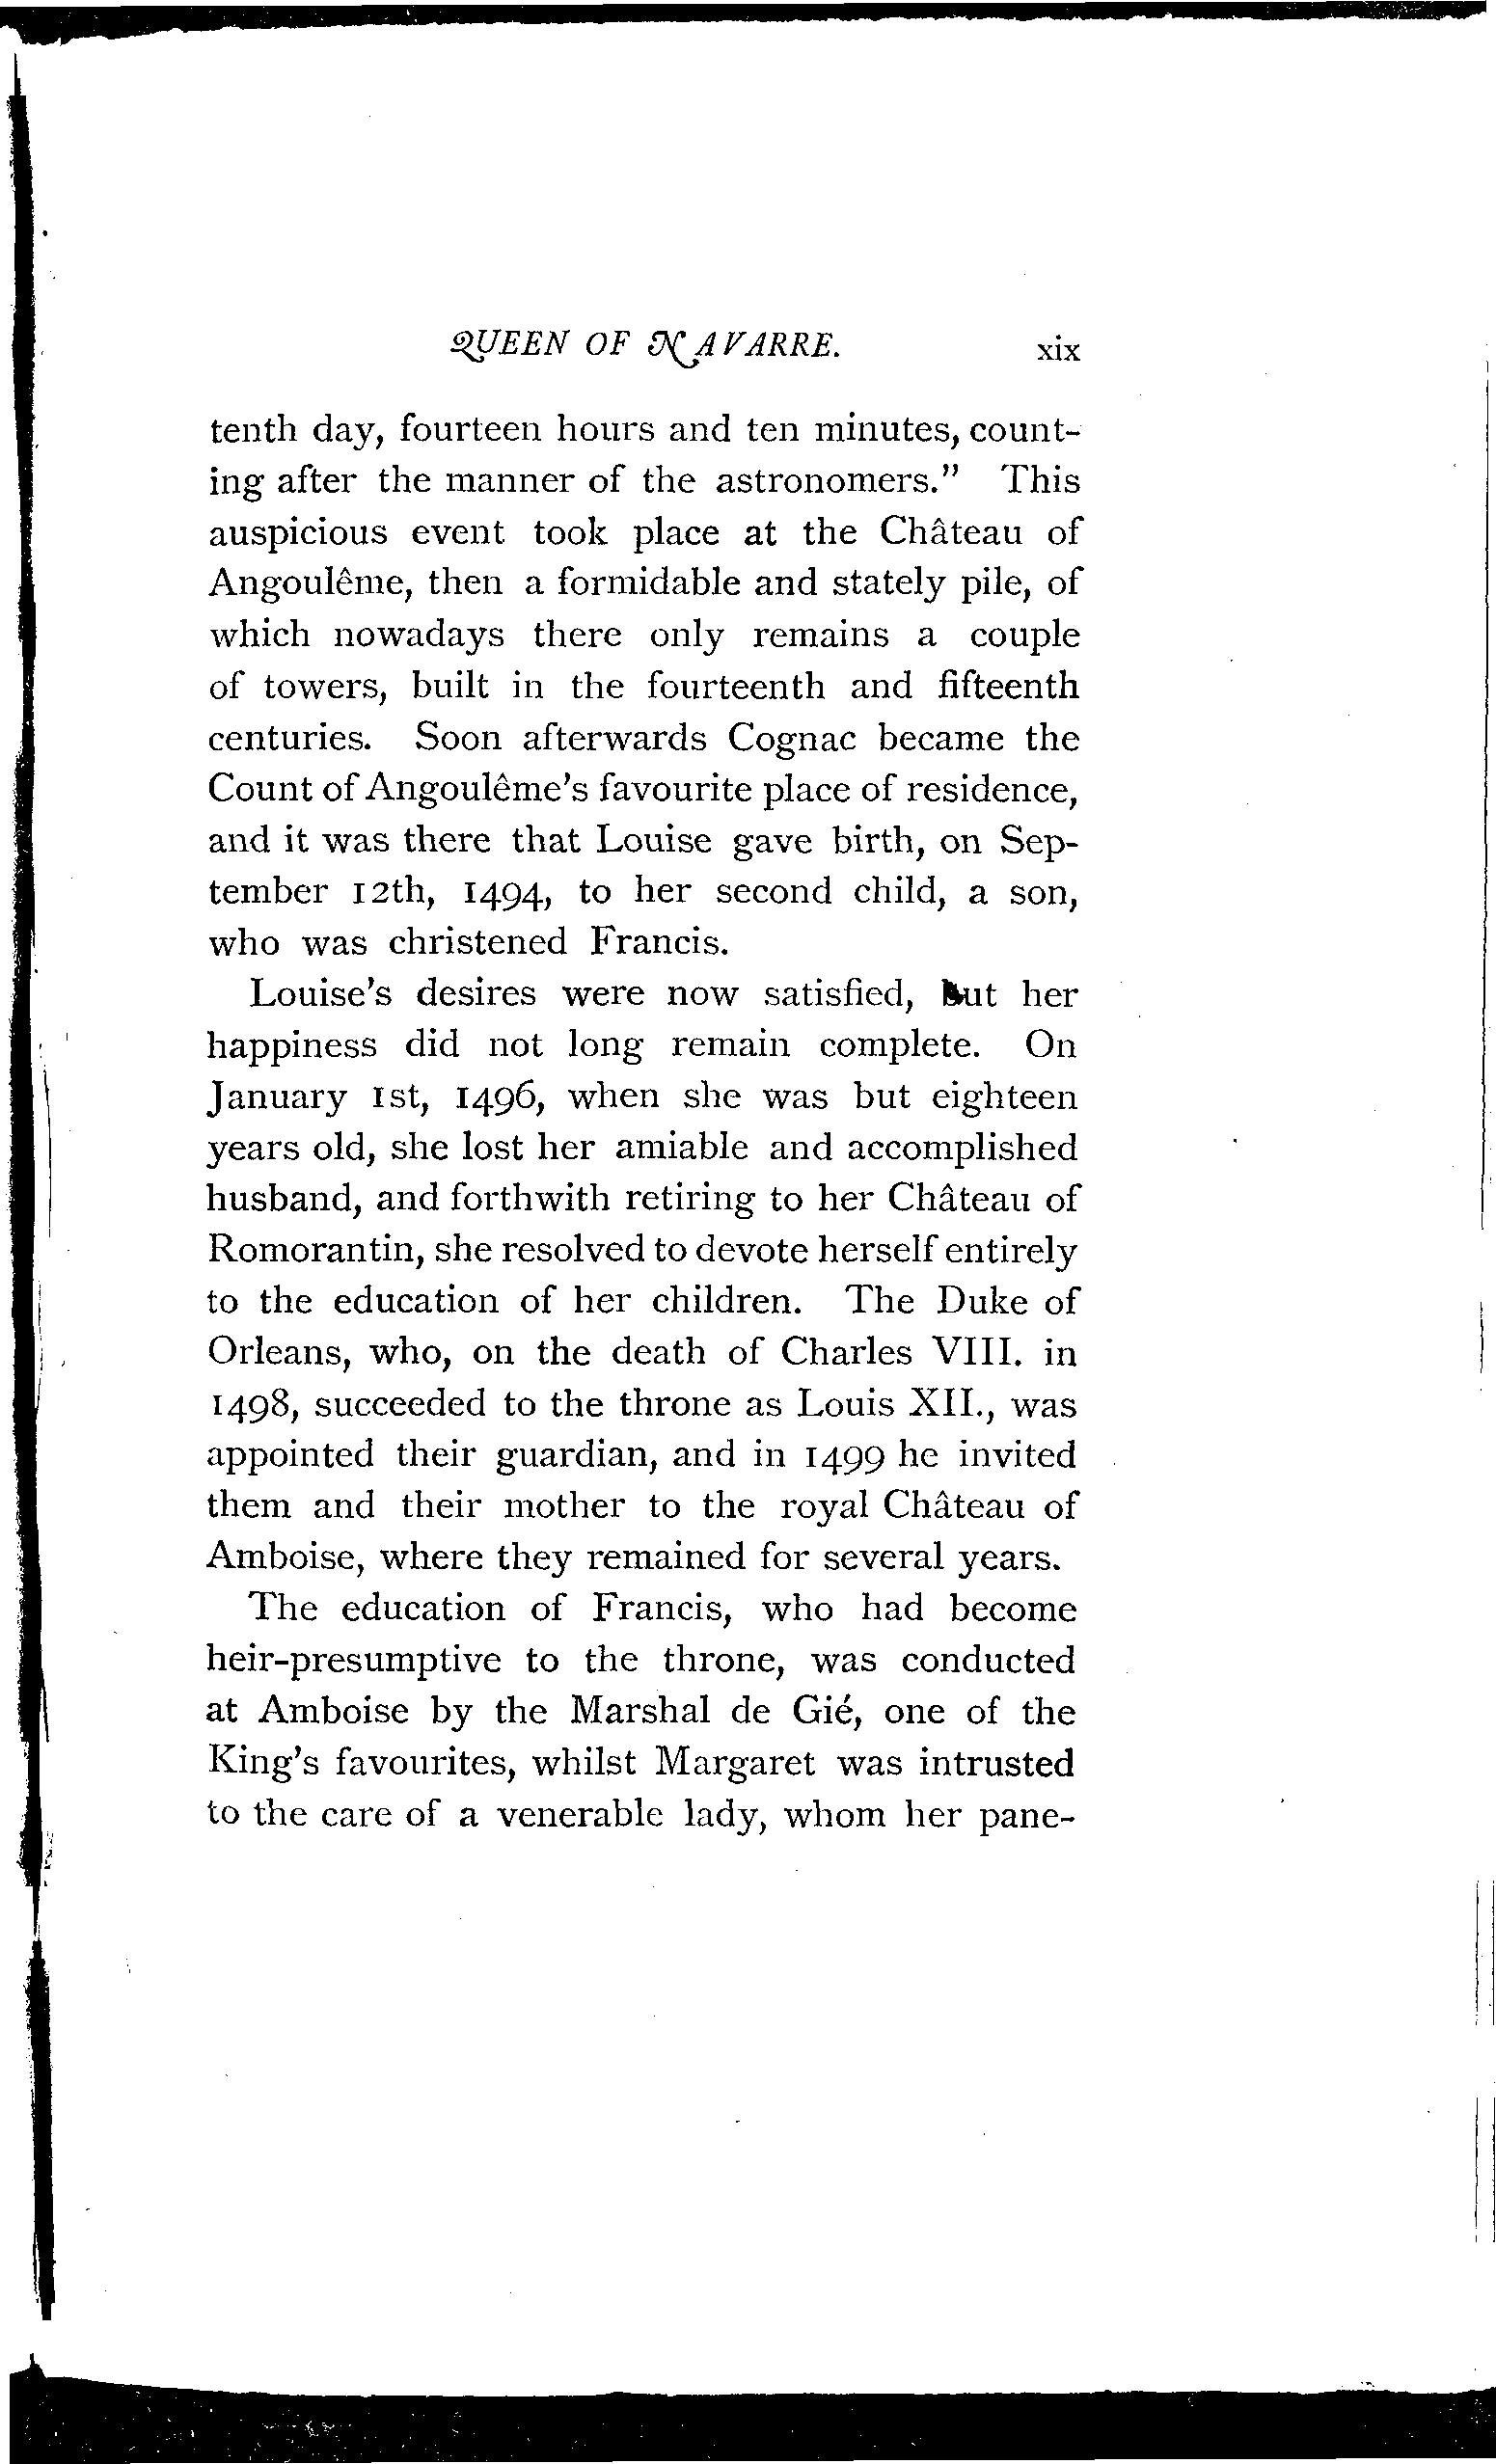 QUEEN OF NAVARRE. xix
tenth day, fourteen hours and ten minutes, count-
ing after the manner of the astronomers." This
auspicious event took place at the Château of
Angoulême, then a formidable and stately pile, of
which nowadays there only remains a couple
of towers, built in the fourteenth and fifteenth
centuries. Soon afterwards Cognac became the
Count of Angoulême's favourite place of residence,
and it was there that Louise gave birth, on Sep-
tember 12th, 1494, to her second child, a son,
who was christened Francis.
Louise's desires were now satisfied, but her
happiness did not long remain complete. On
January 1st, 1496, when she was but eighteen
years old, she lost her amiable and accomplished
husband, and forthwith retiring to her Château of
Romorantin, she resolved to devote herself entirely
to the education of her children. The Duke of
Orleans, who, on the death of Charles VIII. in
1498, succeeded to the throne as Louis XII., was
appointed their guardian, and in 1499 he invited
them and their mother to the royal Château of
Amboise, where they remained for several years.
The education of Francis, who had become
heir-presumptive to the throne, was conducted
at Amboise by the Marshal de Gié, one of the
King's favourites, whilst Margaret was intrusted
to the care of a venerable lady, whom her pane-